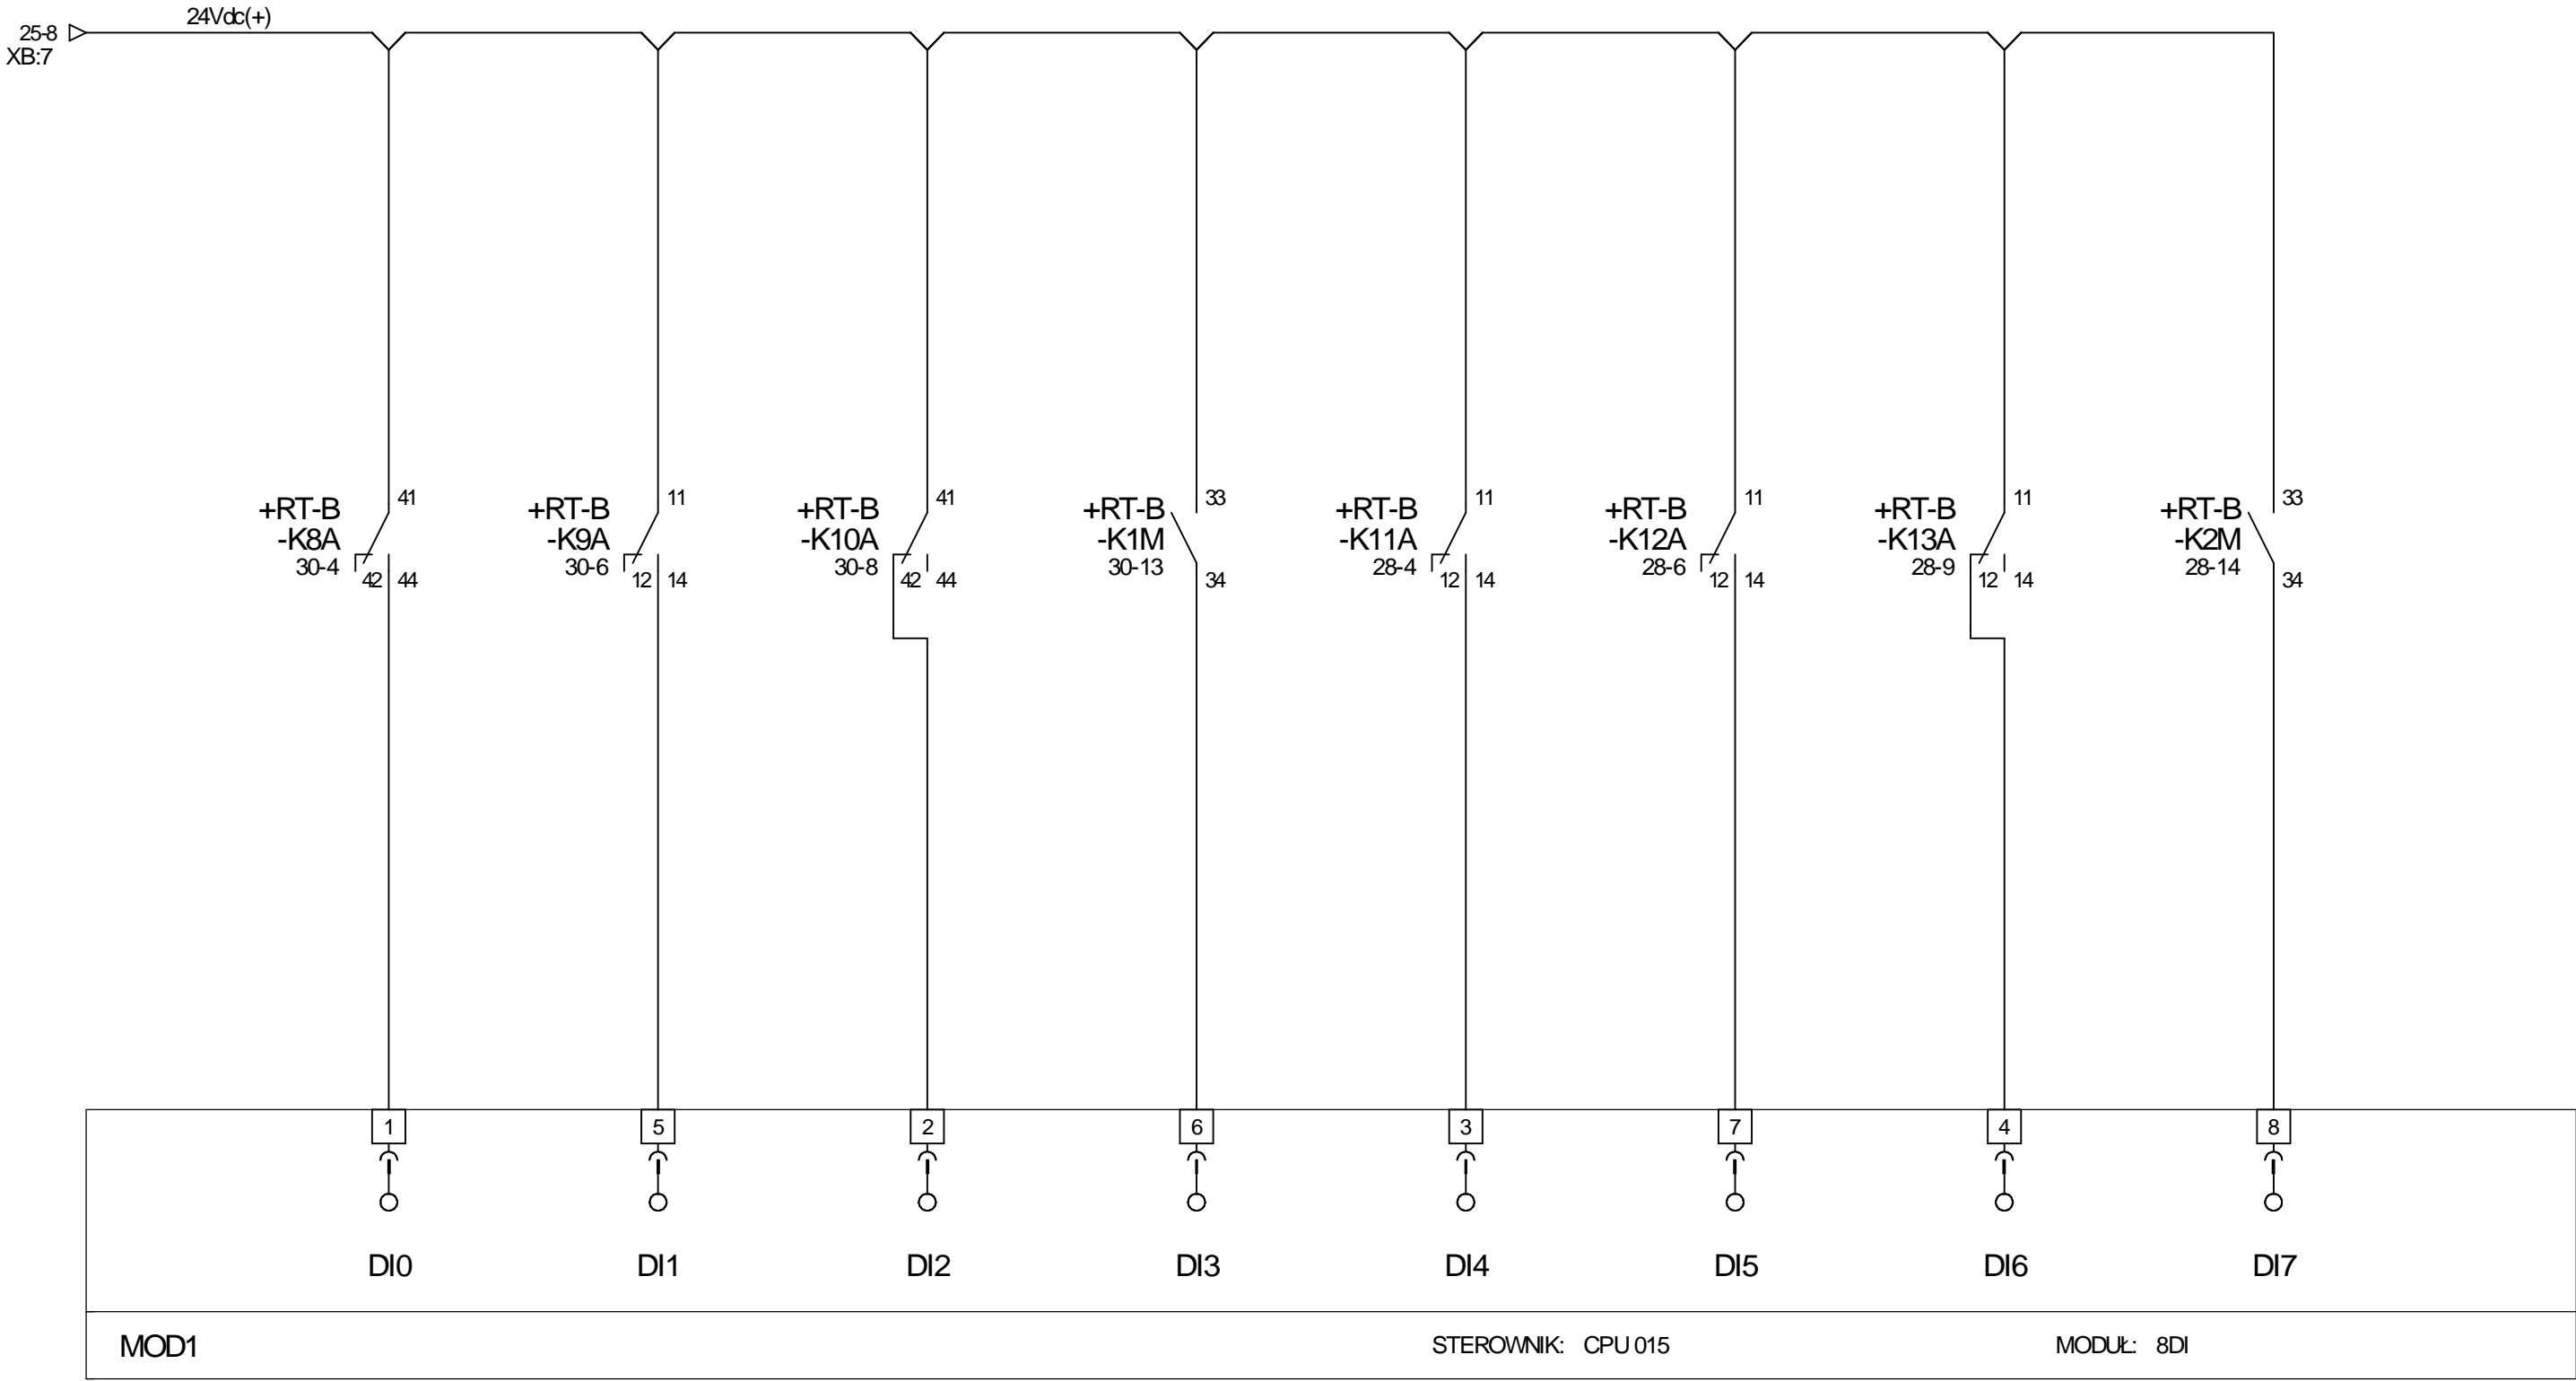 24Vdc(+)
25-8
XB:7
+RT-B
-K8A
30-4
41
42 44
+RT-B
-K9A
30-6
11
12 14
+RT-B
-K10A
30-8
41
42 44
+RT-B
-K1M
30-13
33
34
+RT-B
-K11A
28-4
11
12 14
+RT-B
-K12A
28-6
11
12 14
+RT-B
-K13A
28-9
11
12 14
+RT-B
-K2M
28-14
33
34
1 5 2 6 3 7 4 8
DI0 DI1 DI2 DI3 DI4 DI5 DI6 DI7
MOD1 STEROWNIK: CPU 015 MODUŁ: 8DI